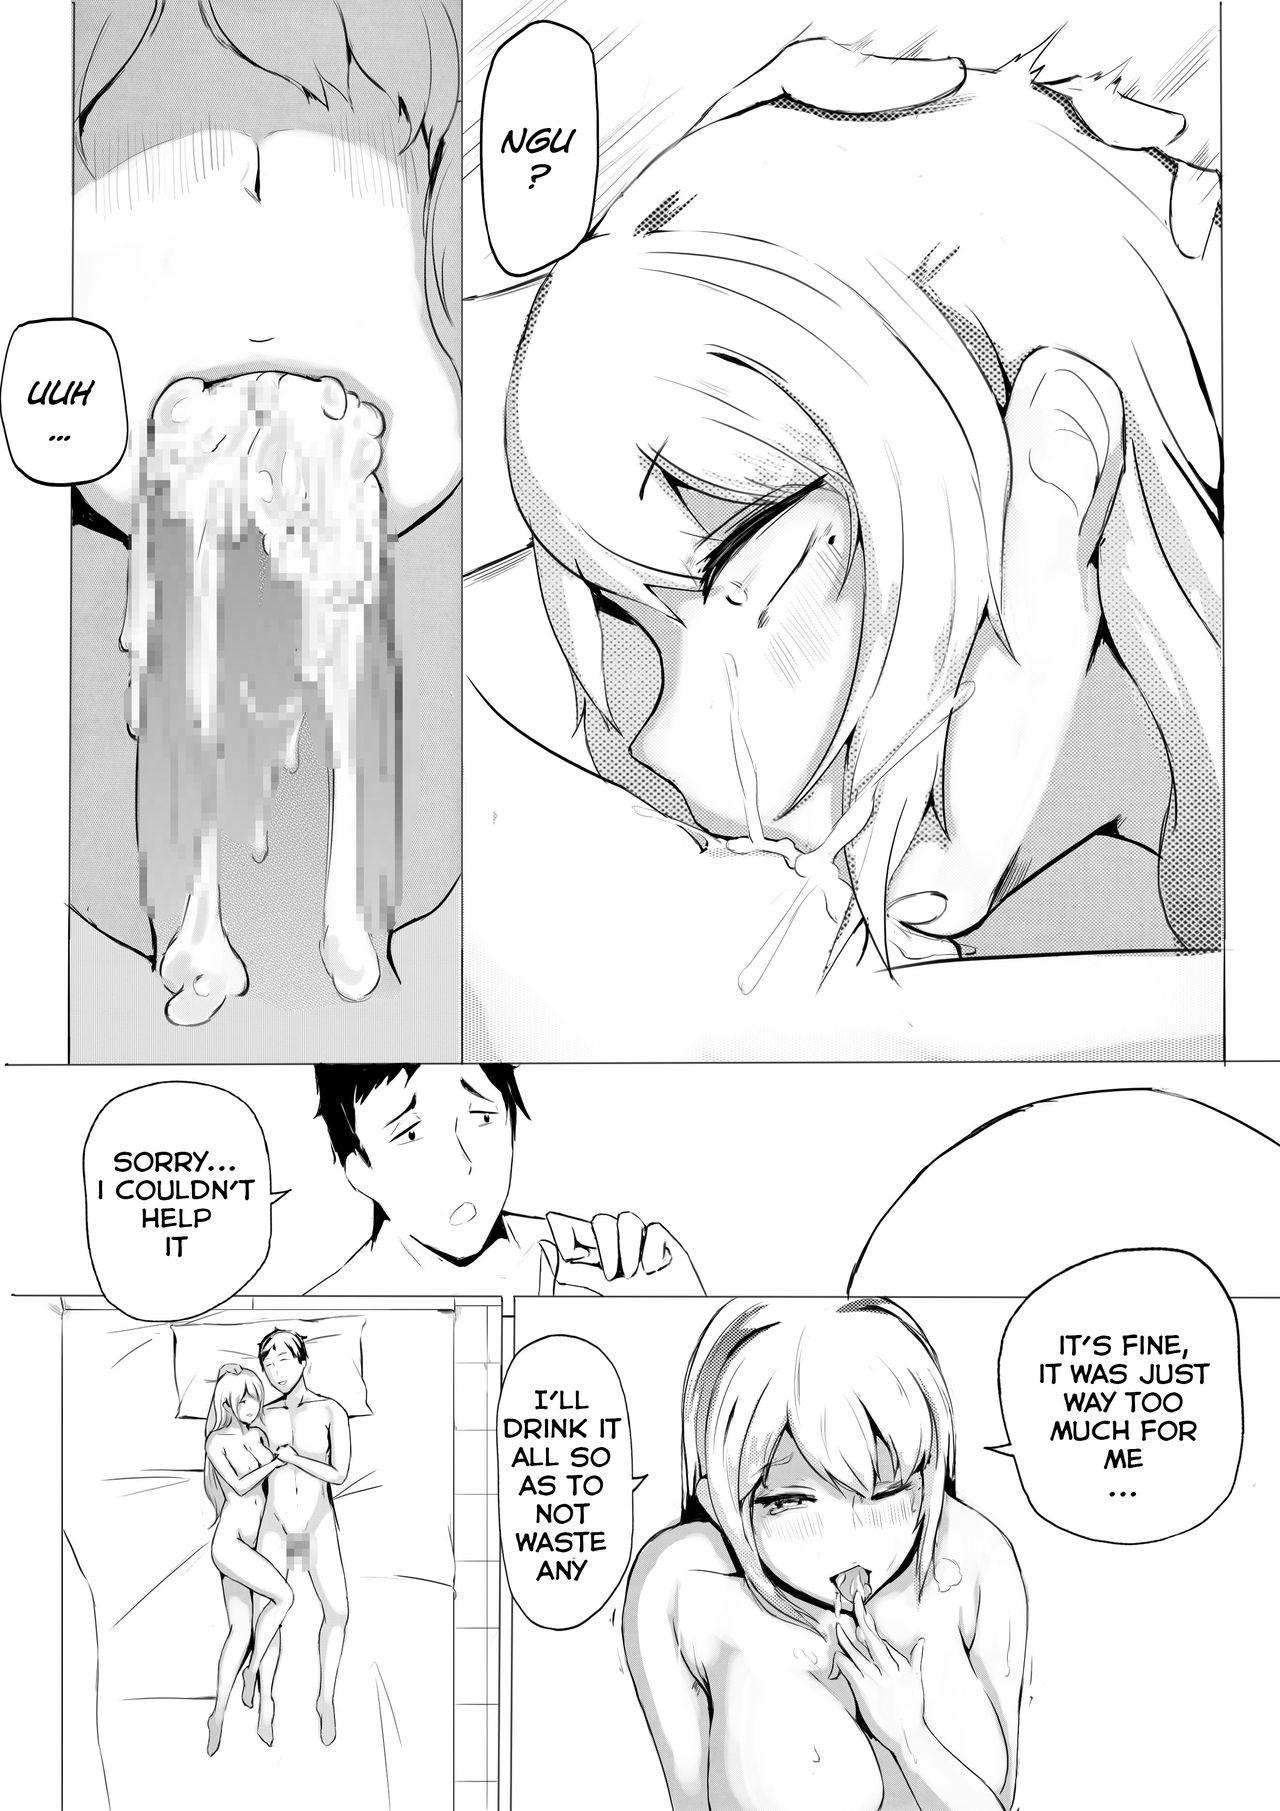 NGU
?
UUH
...
SORRY...
I COULDN'T
HELP
IT
IT'S FINE,
IT WAS JUST
WAY TOO
MUCH FOR
ME
...
I'LL
DRINK IT
ALL SO
AS TO
NOT
WASTE
ANY